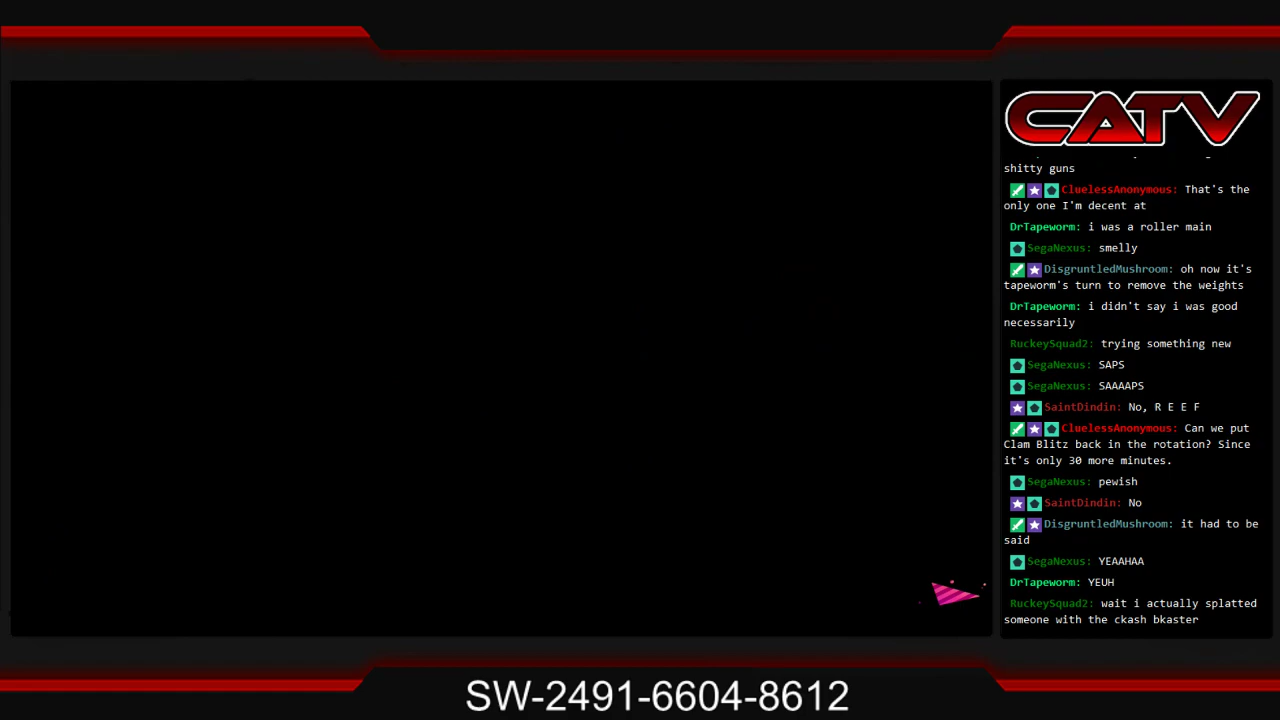 CATV
shitty guns
CluelessAnonymous: That's the
only one I'm decent at
DrTapeworm: i was a roller main
SegaNexus: smelly
DisgruntledMushroom: oh now it's
tapeworm's turn to remove the weights
DrTapeworm: i didn't say i was good
necessarily
RuckeySquad2: trying something new
SegaNexus: SAPS
SegaNexus: SAAAAPS
SaintDindin: No, R E E F
CluelessAnonymous: Can we put
Clam Blitz back in the rotation? Since
it's only 30 more minutes.
SegaNexus: pewish
SaintDindin: No
DisgruntledMushroom: it had to be
said
SegaNexus: YEAAHAA
DrTapeworm: YEUH
RuckeySquad2: wait i actually splatted
someone with the ckash bkaster
SW-2491-6604-8612